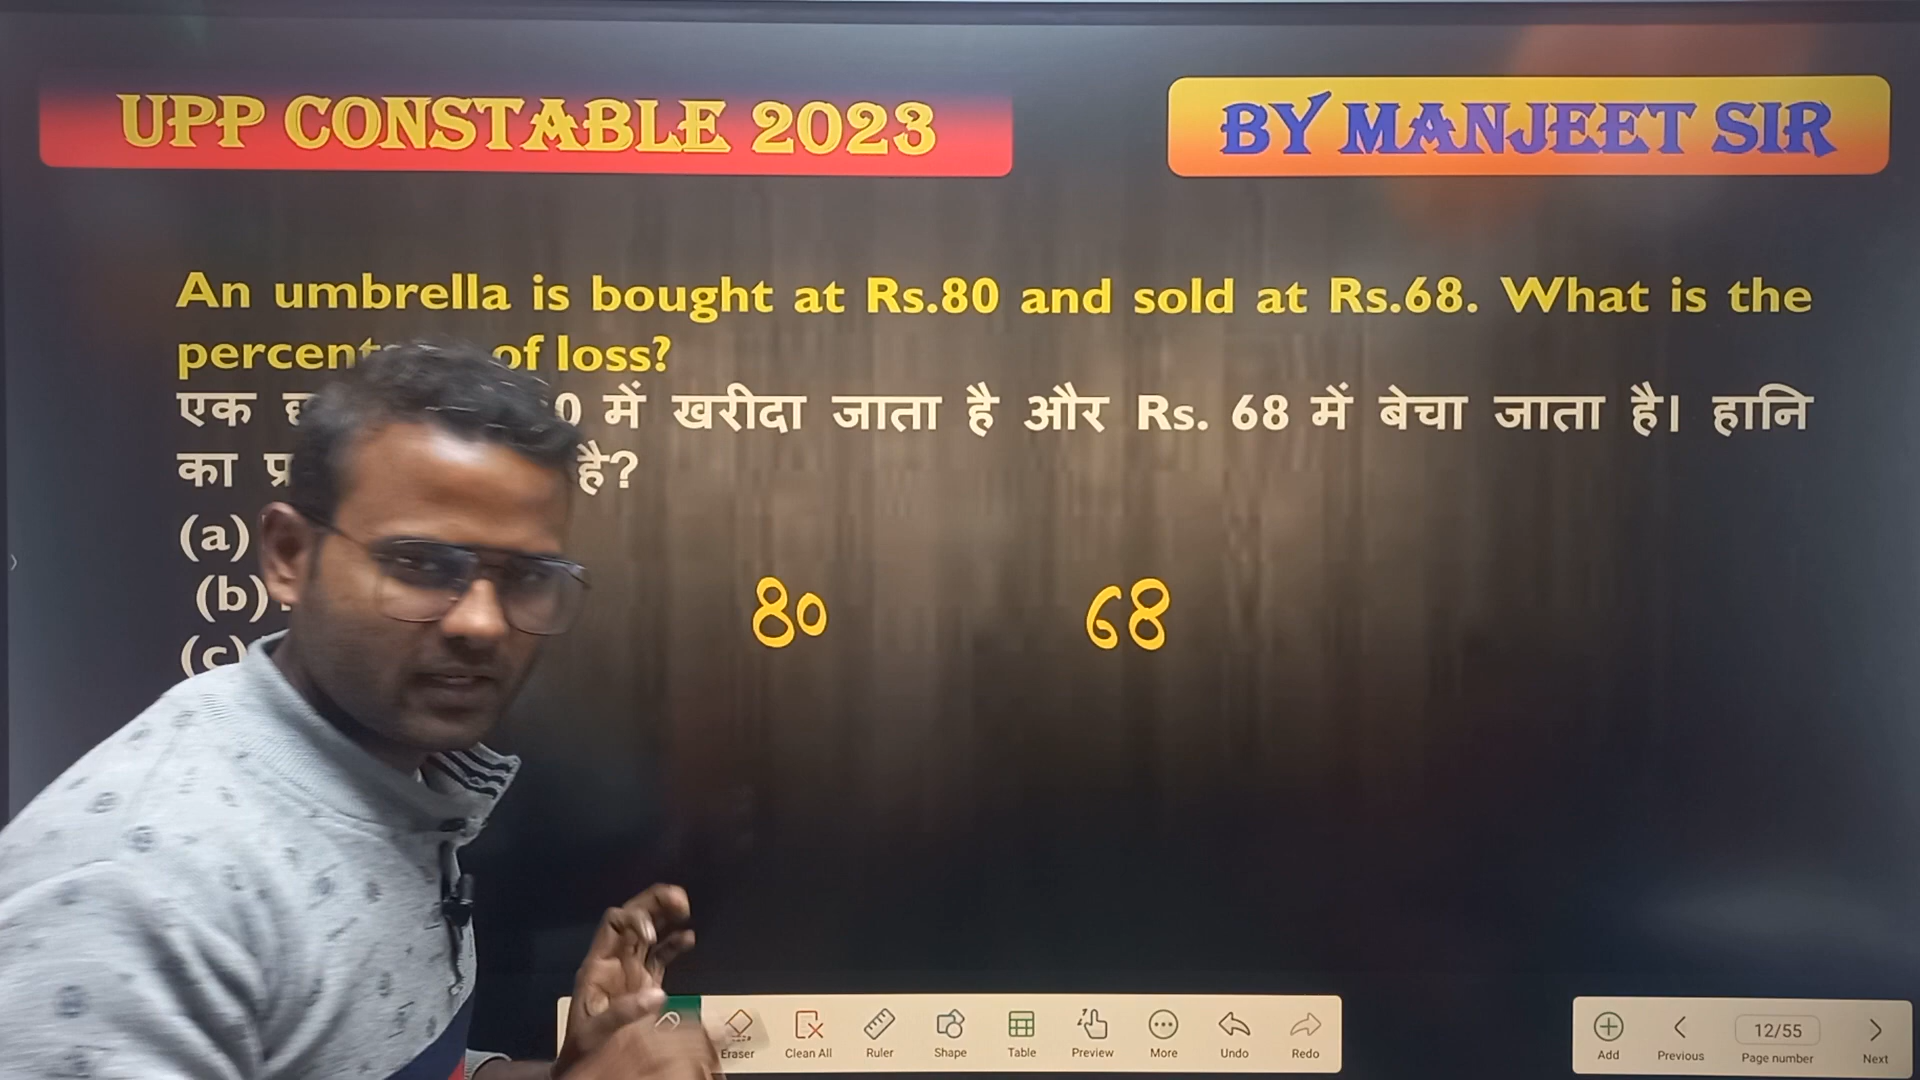 UPP CONSTABLE 2023
BY MANJEET SIR
An umbrella is bought at Rs.80 and sold at Rs.68. What is the
of loss?
एक में खरीदा जाता है और Rs. 68 में बेचा जाता है। हानि
का है?
(a)
(b)
(c)
80 68
Eraser Clean All Ruler Shape Table Preview More Undo Redo
Add Previous 12/55 Page number Next